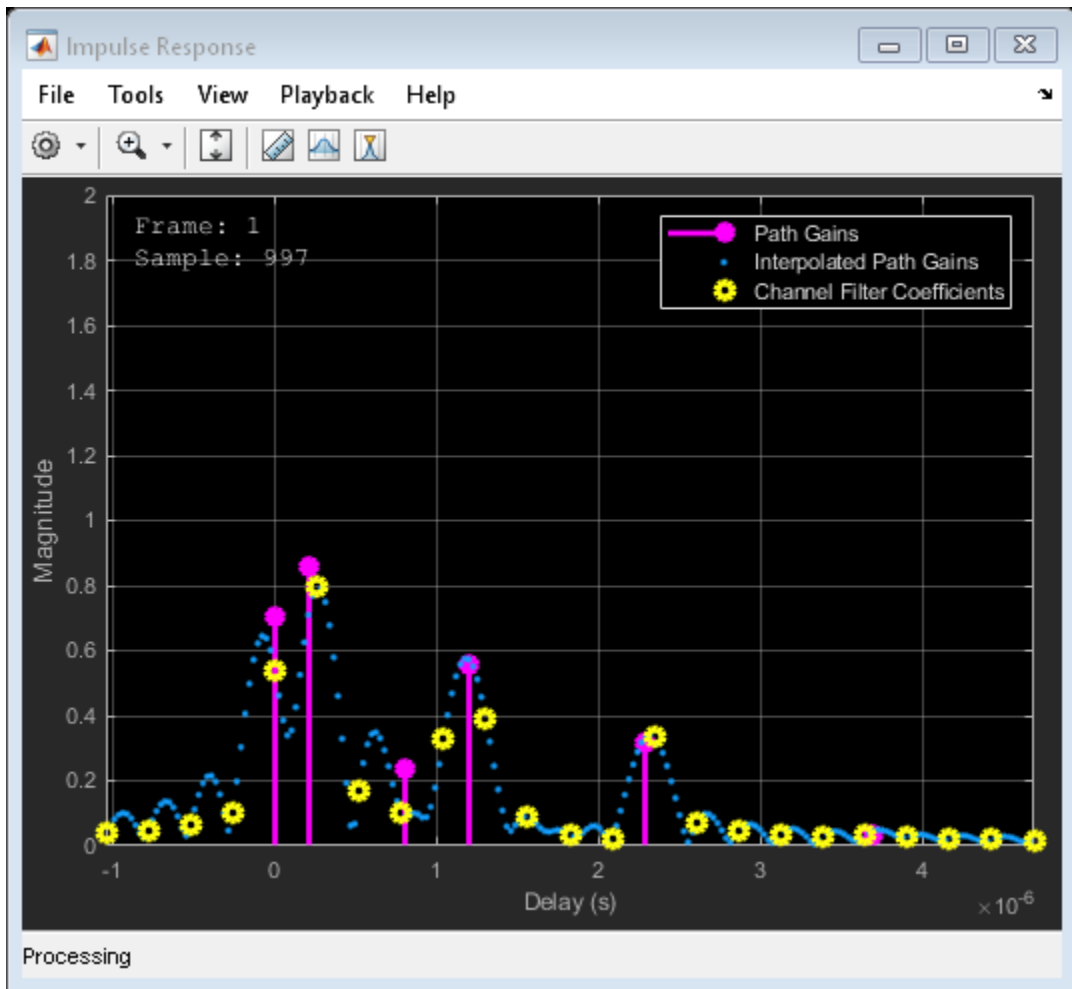 Impulse Response
File Tools View Playback Help
Frame: 1
Sample: 997
Path Gains
Interpolated Path Gains
Channel Filter Coefficients
2
1.8
1.6
1.4
1.2
1
0.8
0.6
0.4
0.2
0
Magnitude
-1 0 1 2 3 4
Delay (s)
×10⁻⁶
Processing